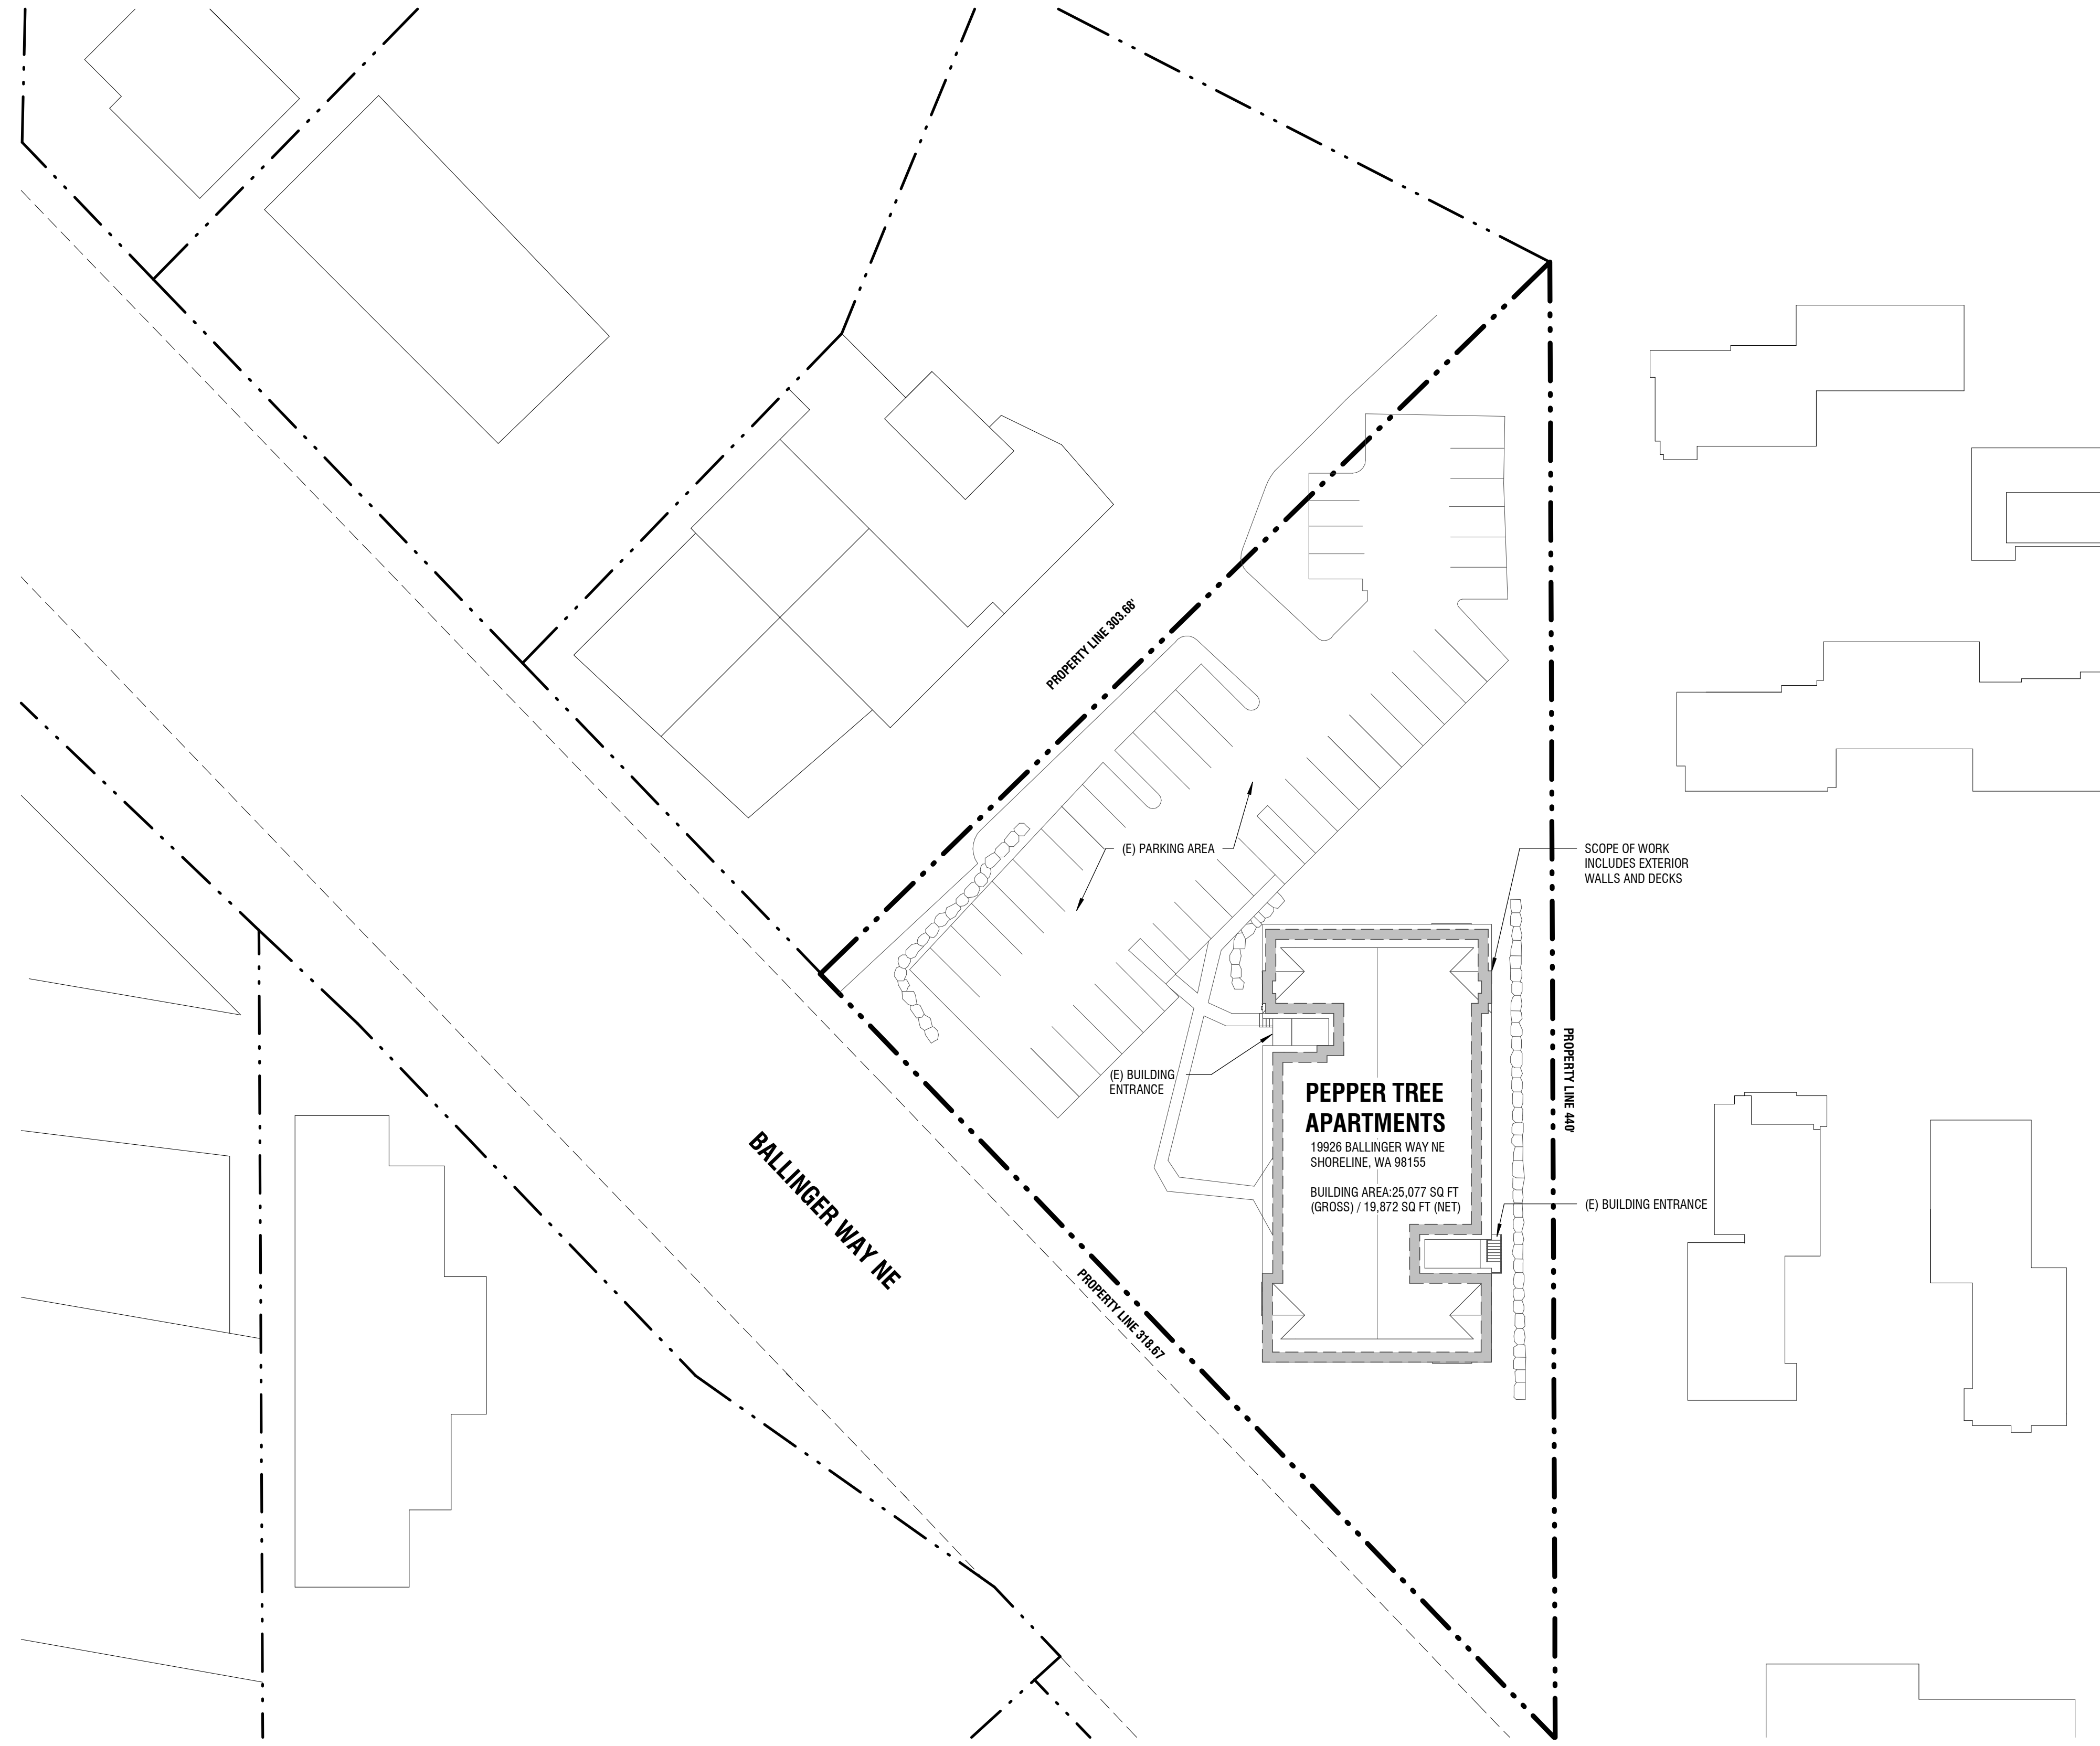 PROPERTY LINE 303.68'
(E) PARKING AREA
SCOPE OF WORK
INCLUDES EXTERIOR
WALLS AND DECKS
(E) BUILDING
ENTRANCE
PROPERTY LINE 440'
PEPPER TREE
APARTMENTS
19926 BALLINGER WAY NE
SHORELINE, WA 98155
BUILDING AREA:25,077 SQ FT
(GROSS) / 19,872 SQ FT (NET)
(E) BUILDING ENTRANCE
BALLINGER WAY NE
PROPERTY LINE 318.67